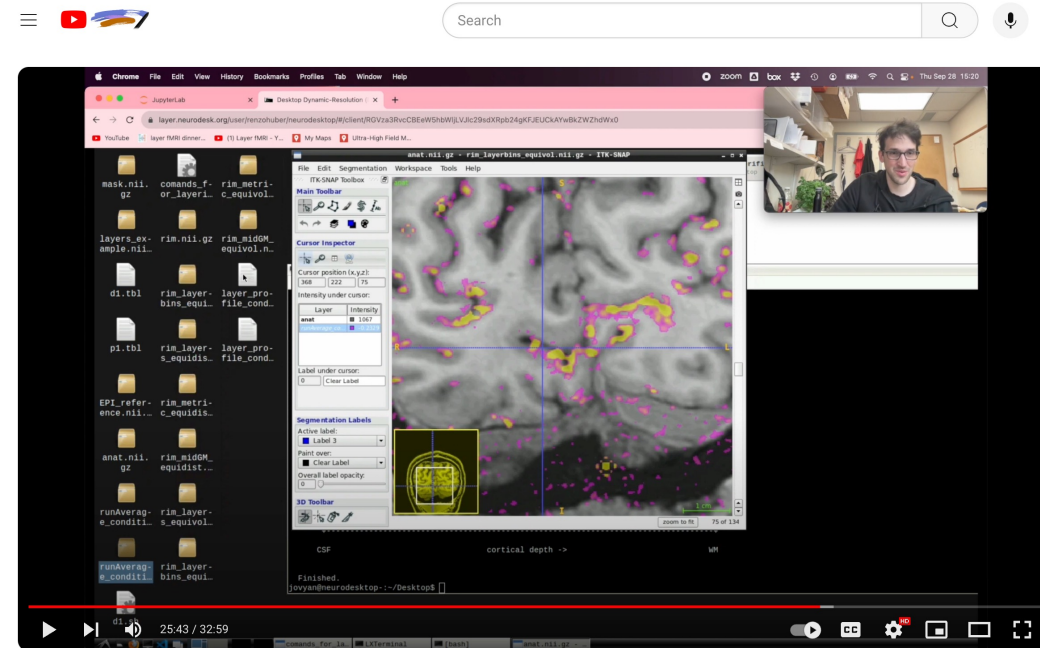 Search
Chrome File Edit View History Bookmarks Profiles Tab Window Help
zoom
box
Thu Sep 28 15:20
JupyterLab
Desktop Dynamic-Resolution (
layer.neurodesk.org/user/renzohuber/neurodesktop/#/client/RGVza3RvcCBEeW5hbWljLVJlc29sdXRpb24gKFJEUCkAYwBkZWZhdWx0
YouTube
layer fMRI dinner...
(1) Layer fMRI - Y...
My Maps
Ultra-High Field M...
anat.nii.gz - rim_layerbins_equivol.nii.gz - ITK-SNAP
File Edit Segmentation Workspace Tools Help
ITK-SNAP Toolbox
Main Toolbar
Cursor Inspector
Cursor position (x,y,z):
368 222 75
Intensity under cursor:
Layer Intensity
anat 1067
Label under cursor:
0 Clear Label
Segmentation Labels
Active label:
Label 3
Paint over:
Clear Label
Overall label opacity:
0
3D Toolbar
S
R
L
I
1 cm
zoom to fit
75 of 134
mask.nii.gz
comands_for_layeri…
rim_metric_equivol…
layers_example.nii…
rim.nii.gz
rim_midGM_equivol.n…
d1.tbl
rim_layerbins_equi…
layer_profile_cond…
p1.tbl
rim_layers_equidis…
layer_profile_cond…
EPI_reference.nii.…
rim_metric_equidis…
anat.nii.gz
rim_midGM_equidist.…
runAverage_conditi…
rim_layers_equivol…
runAverage_conditi…
rim_layerbins_equi…
d1.sh
CSF cortical depth -> WM
Finished.
jovyan@neurodesktop-:~/Desktop$
comands_for_la…
LXTerminal
[bash]
anat.nii.gz - …
25:43 / 32:59
CC
HD